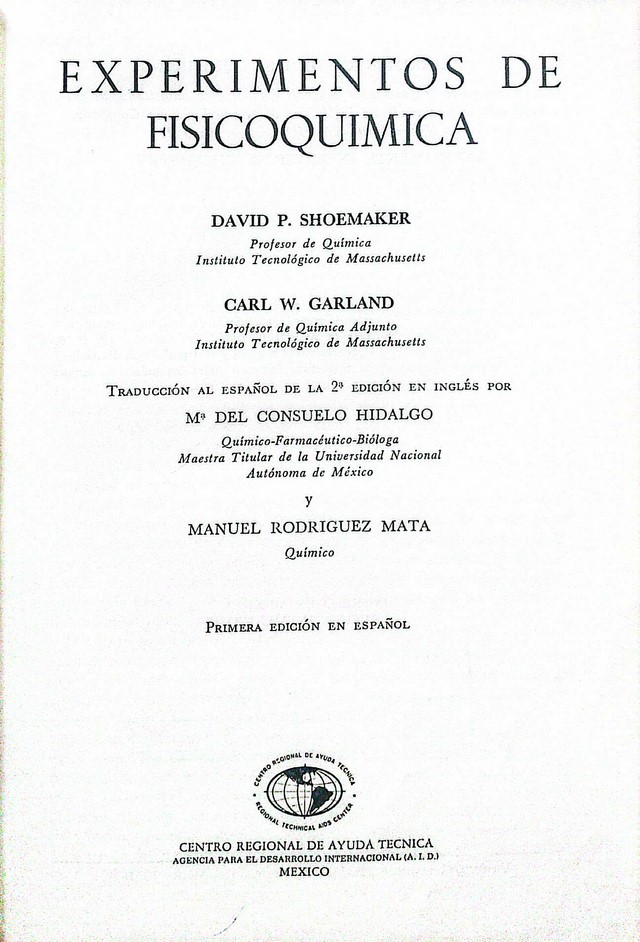 EXPERIMENTOS DE
FISICOQUIMICA
DAVID P. SHOEMAKER
Profesor de Química
Instituto Tecnológico de Massachusetts
CARL W. GARLAND
Profesor de Química Adjunto
Instituto Tecnológico de Massachusetts
TRADUCCIÓN AL ESPAÑOL DE LA 2ª EDICIÓN EN INGLÉS POR
Mª DEL CONSUELO HIDALGO
Químico-Farmacéutico-Bióloga
Maestra Titular de la Universidad Nacional
Autónoma de México
y
MANUEL RODRIGUEZ MATA
Químico
PRIMERA EDICIÓN EN ESPAÑOL
CENTRO REGIONAL DE AYUDA TECNICA
REGIONAL TECHNICAL AIDS CENTER
CENTRO REGIONAL DE AYUDA TECNICA
AGENCIA PARA EL DESARROLLO INTERNACIONAL (A. I. D.)
MEXICO